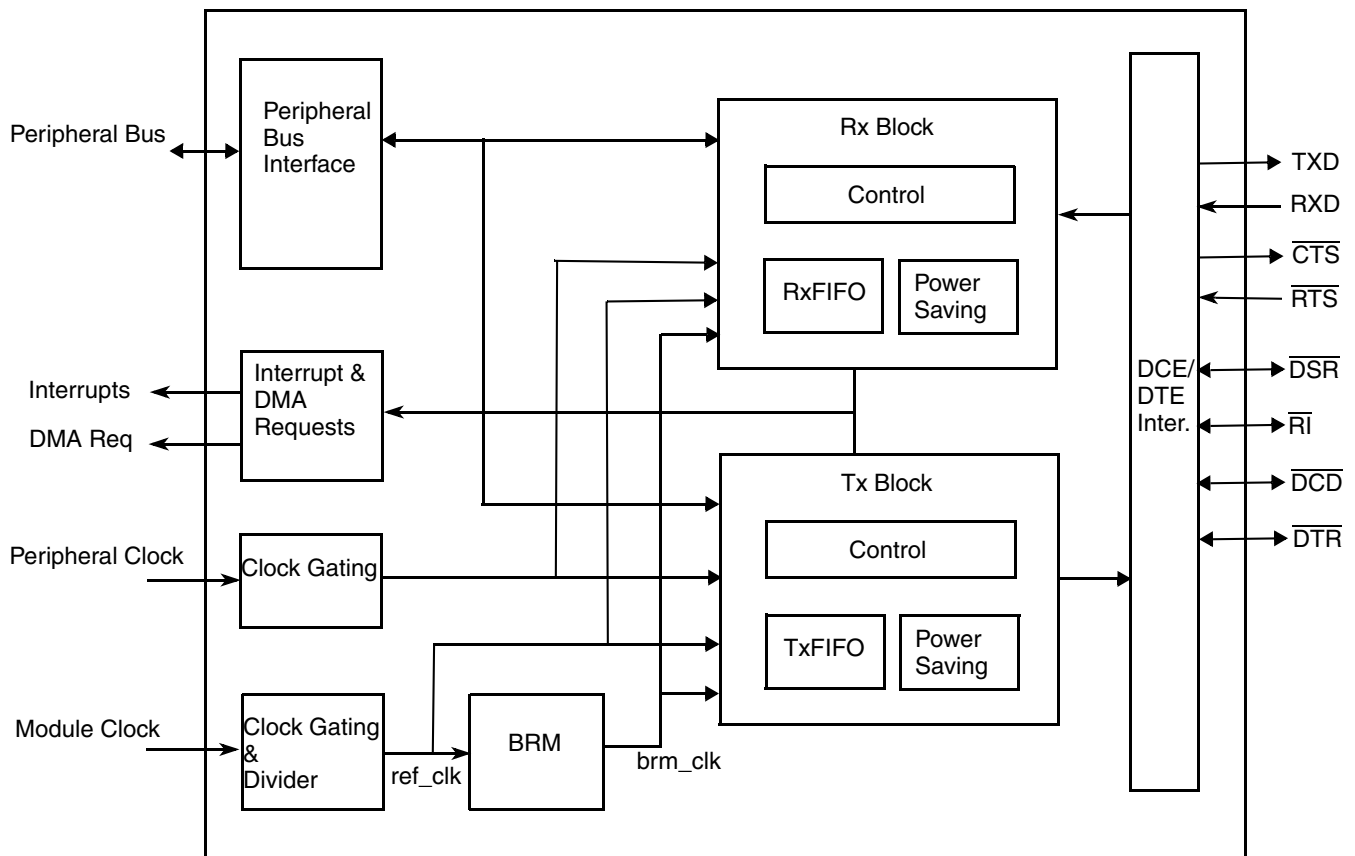 Peripheral Bus
Peripheral
Bus
Interface
Rx Block
Control
RxFIFO
Power
Saving
Interrupts
DMA Req
Interrupt &
DMA
Requests
Tx Block
Control
TxFIFO
Power
Saving
Peripheral Clock
Clock Gating
Module Clock
Clock Gating
&
Divider
ref_clk
BRM
brm_clk
DCE/
DTE
Inter.
TXD
RXD
CTS
RTS
DSR
RI
DCD
DTR